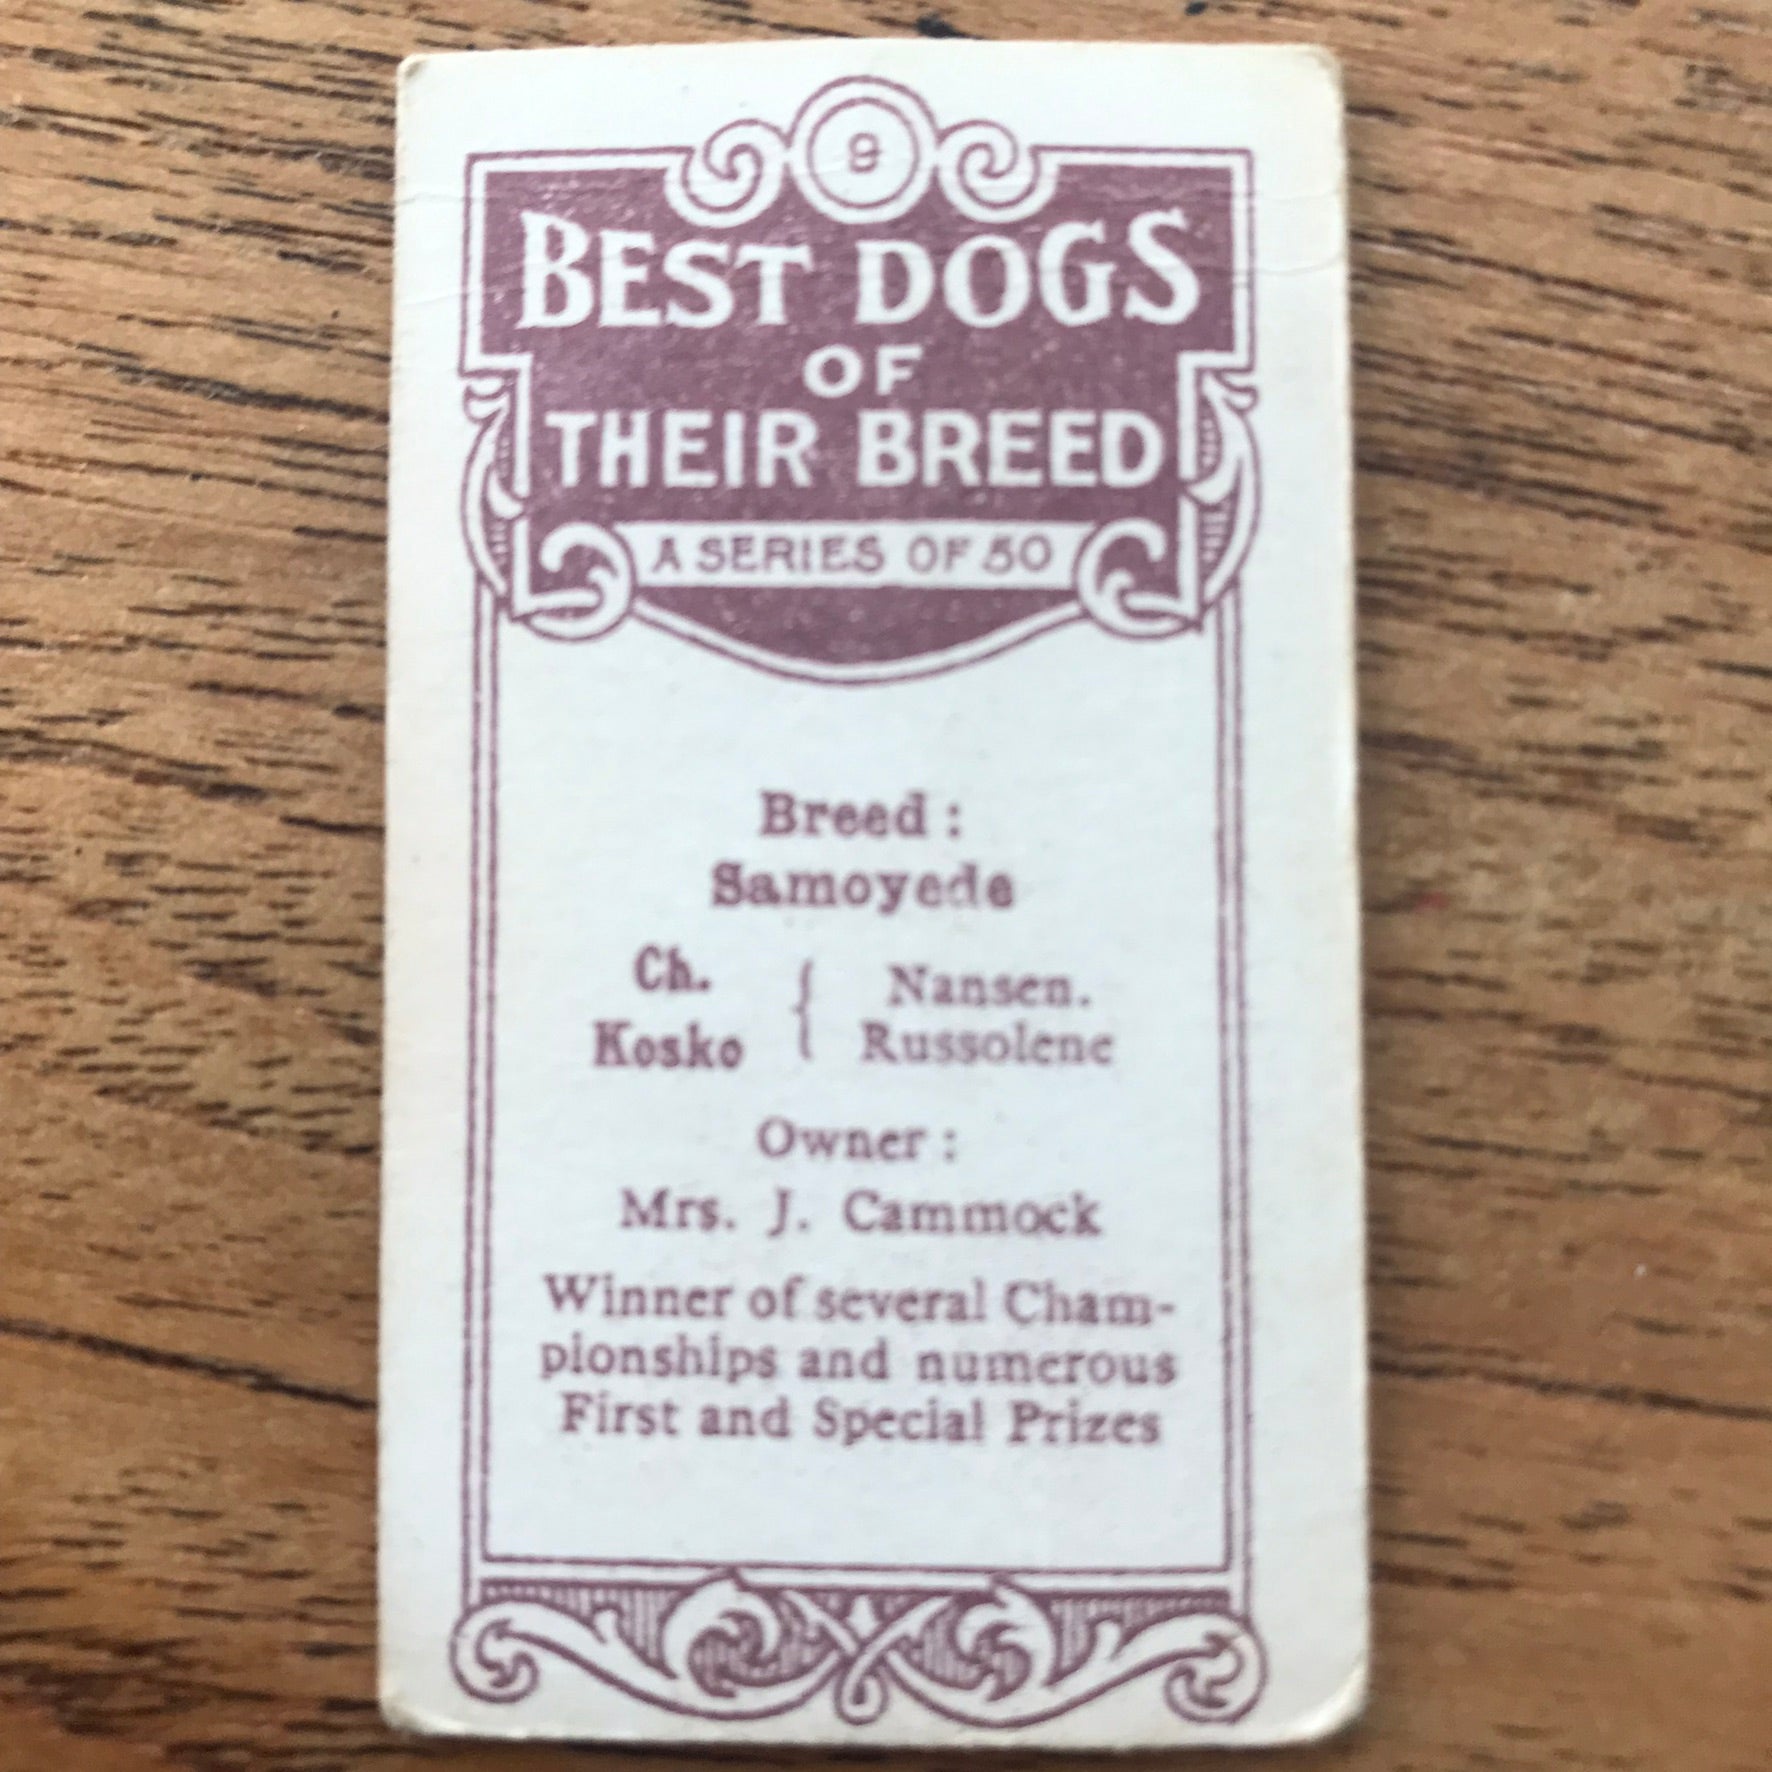 9
BEST DOGS
OF
THEIR BREED
A SERIES OF 50
Breed :
Samoyede
Ch. { Nansen.
Kosko { Russolene
Owner :
Mrs. J. Cammock
Winner of several Cham-
pionships and numerous
First and Special Prizes